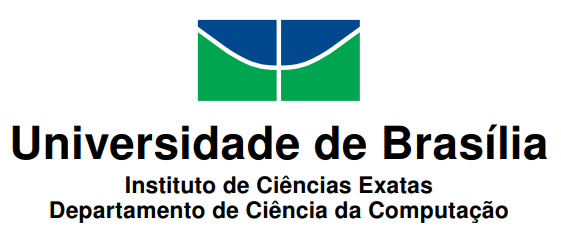 Universidade de Brasília
Instituto de Ciências Exatas
Departamento de Ciência da Computação